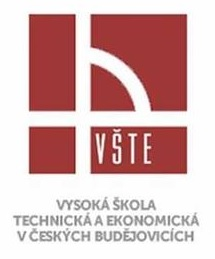 VŠTE
VYSOKÁ ŠKOLA
TECHNICKÁ A EKONOMICKÁ
V ČESKÝCH BUDĚJOVICÍCH